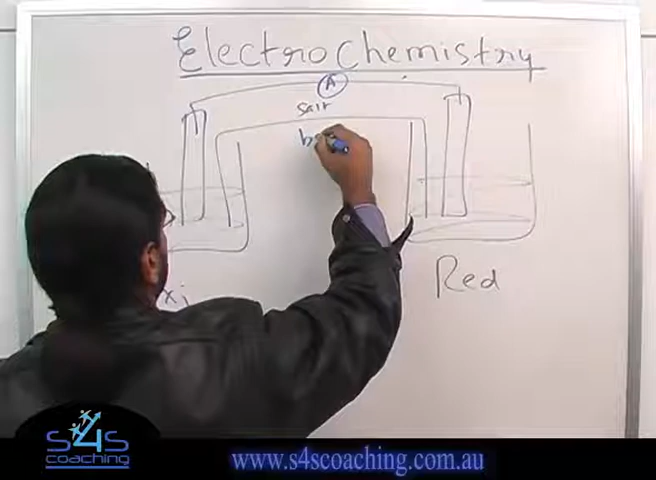 Electrochemistry
A
salt
Red
S4S
coaching
www.s4scoaching.com.au